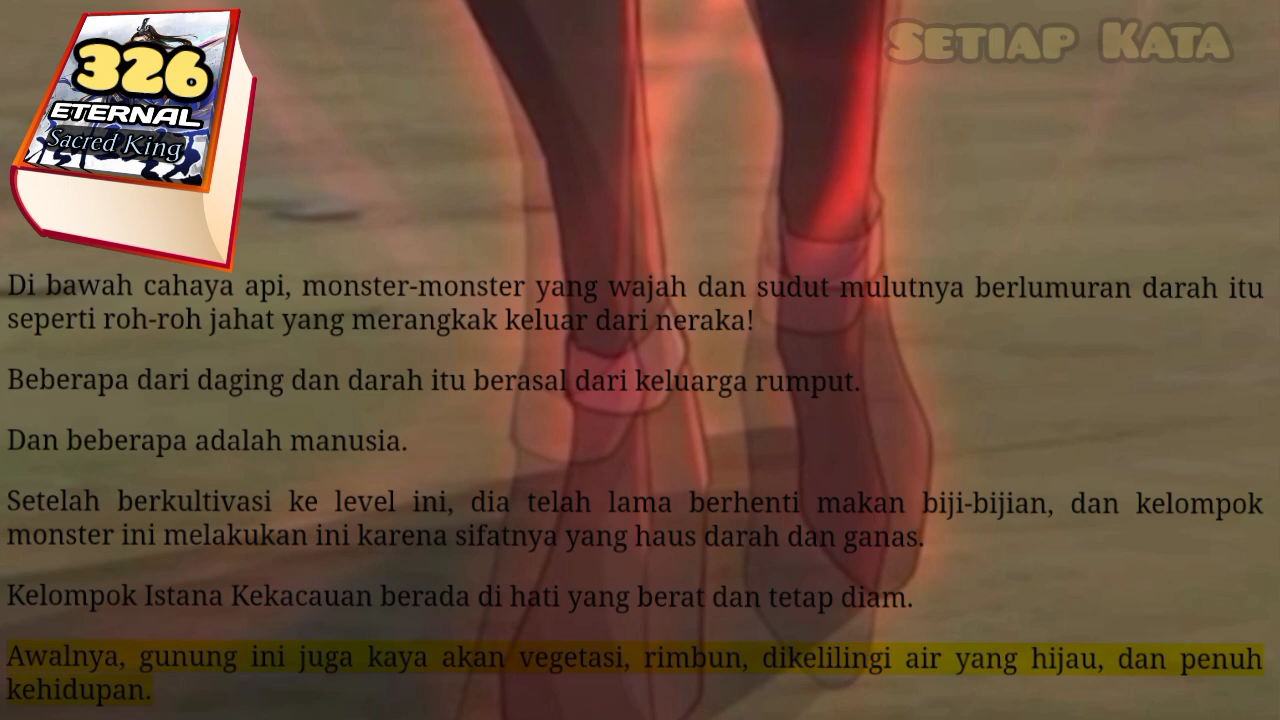 326
ETERNAL
Sacred King
SETIAP KATA
Di bawah cahaya api, monster-monster yang wajah dan sudut mulutnya berlumuran darah itu
seperti roh-roh jahat yang merangkak keluar dari neraka!
Beberapa dari daging dan darah itu berasal dari keluarga rumput.
Dan beberapa adalah manusia.
Setelah berkultivasi ke level ini, dia telah lama berhenti makan biji-bijian, dan kelompok
monster ini melakukan ini karena sifatnya yang haus darah dan ganas.
Kelompok Istana Kekacauan berada di hati yang berat dan tetap diam.
Awalnya, gunung ini juga kaya akan vegetasi, rimbun, dikelilingi air yang hijau, dan penuh
kehidupan.